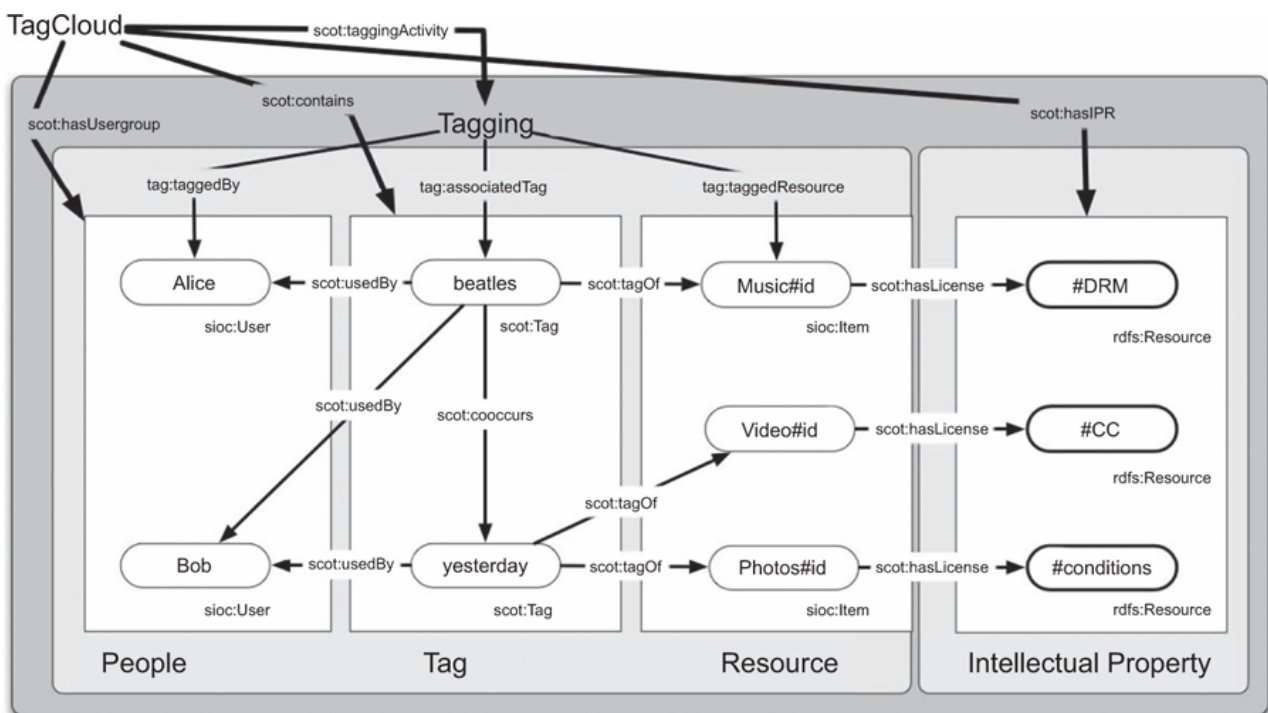 TagCloud
scot:taggingActivity
scot:contains
scot:hasIPR
scot:hasUsergroup
Tagging
tag:taggedBy
tag:associatedTag
tag:taggedResource
Alice
scot:usedBy
beatles
scot:tagOf
Music#id
scot:hasLicense
#DRM
sioc:User
scot:Tag
sioc:Item
rdfs:Resource
scot:usedBy
scot:cooccurs
Video#id
scot:hasLicense
#CC
rdfs:Resource
scot:tagOf
Bob
scot:usedBy
yesterday
scot:tagOf
Photos#id
scot:hasLicense
#conditions
sioc:User
scot:Tag
sioc:Item
rdfs:Resource
People
Tag
Resource
Intellectual Property